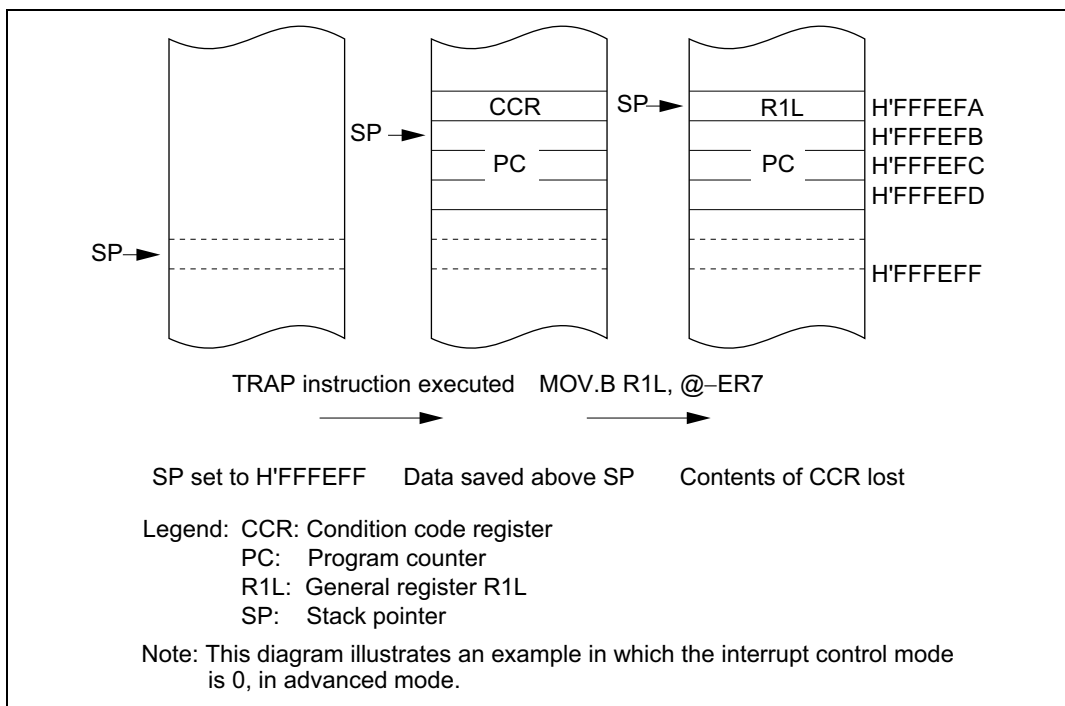 CCR
SP
R1L
H'FFFEFA
SP
H'FFFEFB
PC
PC
H'FFFEFC
H'FFFEFD
SP
H'FFFEFF
TRAP instruction executed
MOV.B R1L, @–ER7
SP set to H'FFFEFF
Data saved above SP
Contents of CCR lost
Legend: CCR: Condition code register
PC: Program counter
R1L: General register R1L
SP: Stack pointer
Note: This diagram illustrates an example in which the interrupt control mode
is 0, in advanced mode.